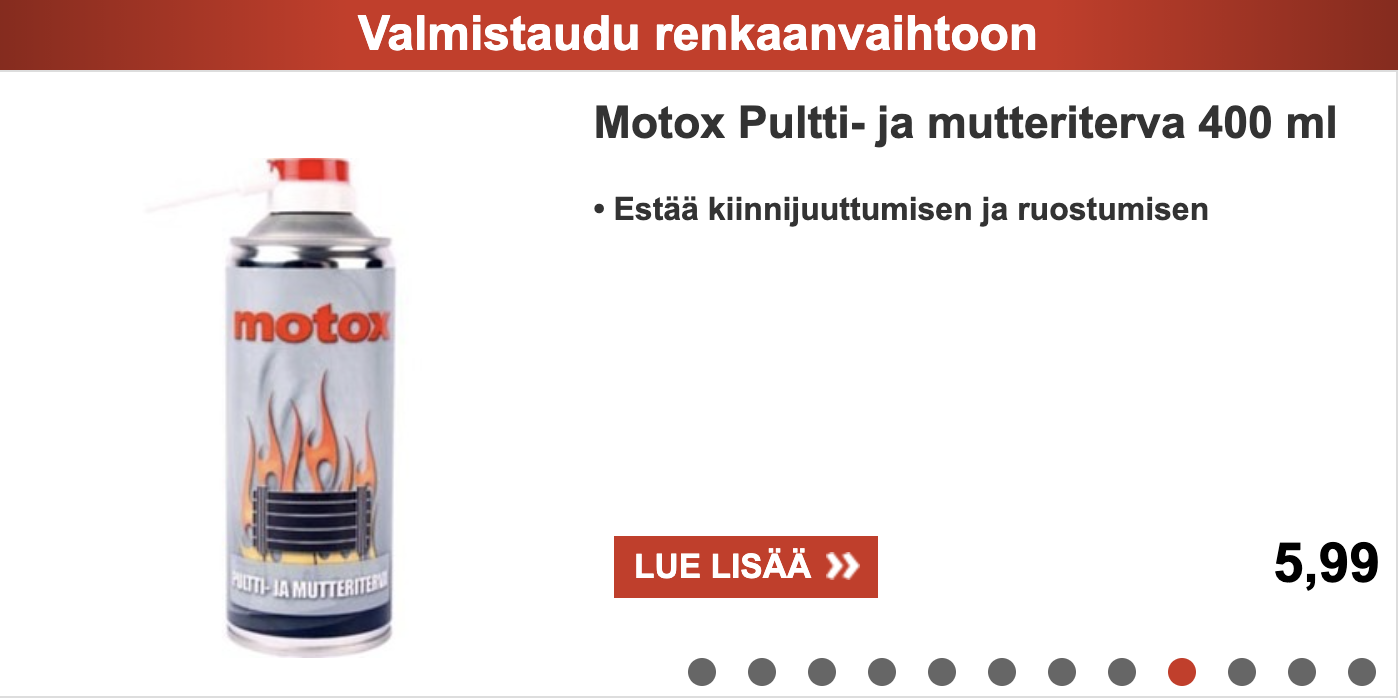 Valmistaudu renkaanvaihtoon
Motox Pultti- ja mutteriterva 400 ml
• Estää kiinnijuuttumisen ja ruostumisen
motox
PULTTI- JA MUTTERITERVA
LUE LISÄÄ
5,99